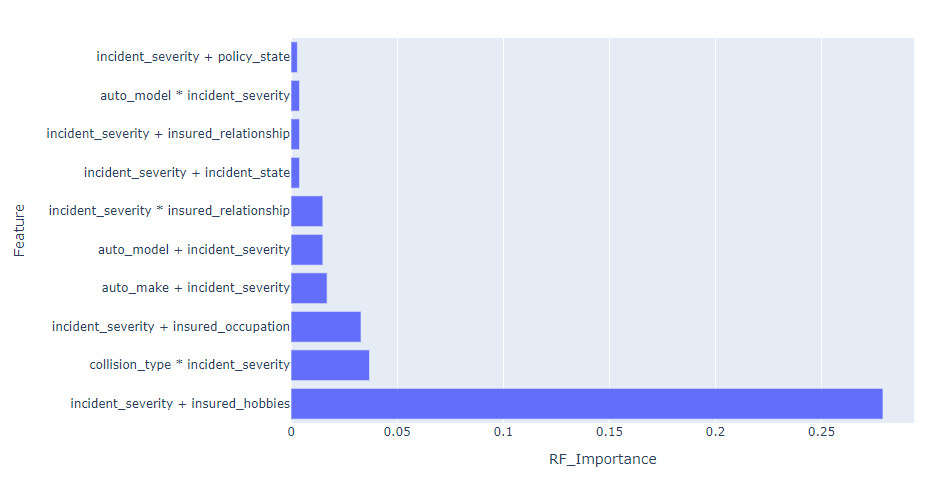 incident_severity + policy_state
auto_model * incident_severity
incident_severity + insured_relationship
incident_severity + incident_state
incident_severity * insured_relationship
auto_model + incident_severity
auto_make + incident_severity
incident_severity + insured_occupation
collision_type * incident_severity
incident_severity + insured_hobbies
Feature
0 0.05 0.1 0.15 0.2 0.25
RF_Importance